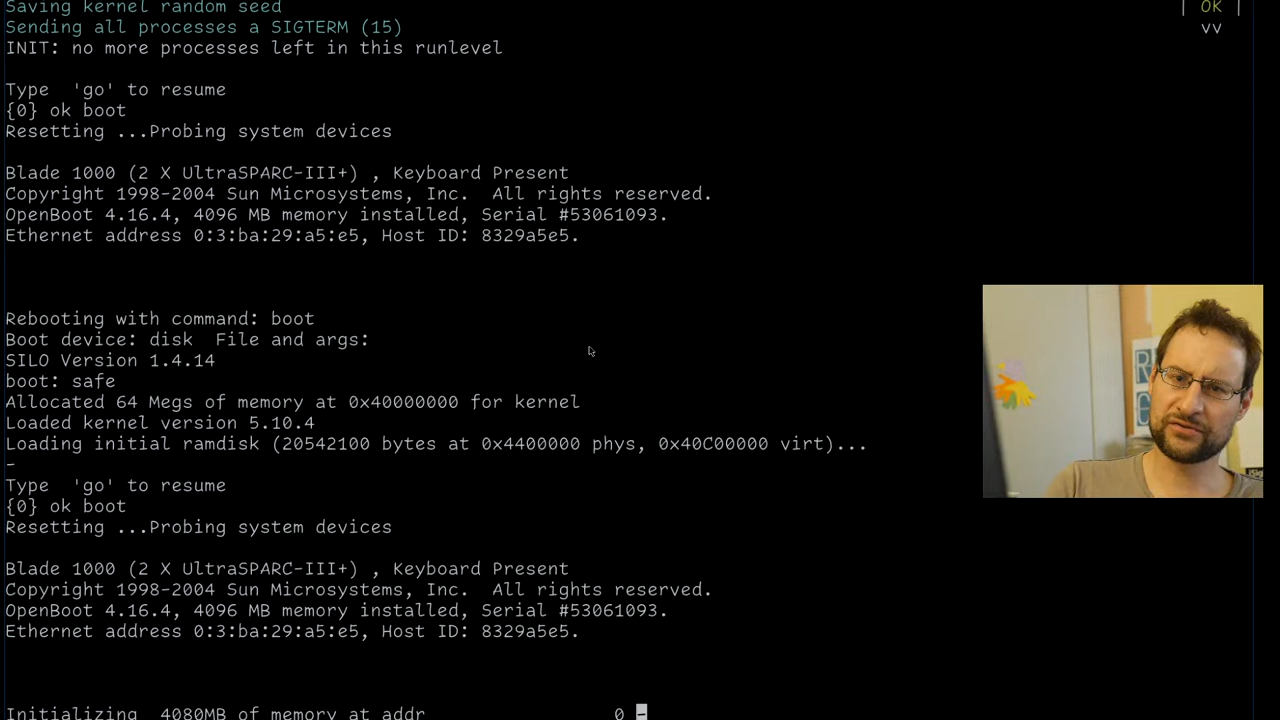 Saving kernel random seed
| OK |
Sending all processes a SIGTERM (15)
vv
INIT: no more processes left in this runlevel
Type  'go' to resume
{0} ok boot
Resetting ...Probing system devices
Blade 1000 (2 X UltraSPARC-III+) , Keyboard Present
Copyright 1998-2004 Sun Microsystems, Inc.  All rights reserved.
OpenBoot 4.16.4, 4096 MB memory installed, Serial #53061093.
Ethernet address 0:3:ba:29:a5:e5, Host ID: 8329a5e5.
Rebooting with command: boot
Boot device: disk  File and args:
SILO Version 1.4.14
boot: safe
Allocated 64 Megs of memory at 0x40000000 for kernel
Loaded kernel version 5.10.4
Loading initial ramdisk (20542100 bytes at 0x4400000 phys, 0x40C00000 virt)...
-
Type  'go' to resume
{0} ok boot
Resetting ...Probing system devices
Blade 1000 (2 X UltraSPARC-III+) , Keyboard Present
Copyright 1998-2004 Sun Microsystems, Inc.  All rights reserved.
OpenBoot 4.16.4, 4096 MB memory installed, Serial #53061093.
Ethernet address 0:3:ba:29:a5:e5, Host ID: 8329a5e5.
Initializing  4080MB of memory at addr                 0 -